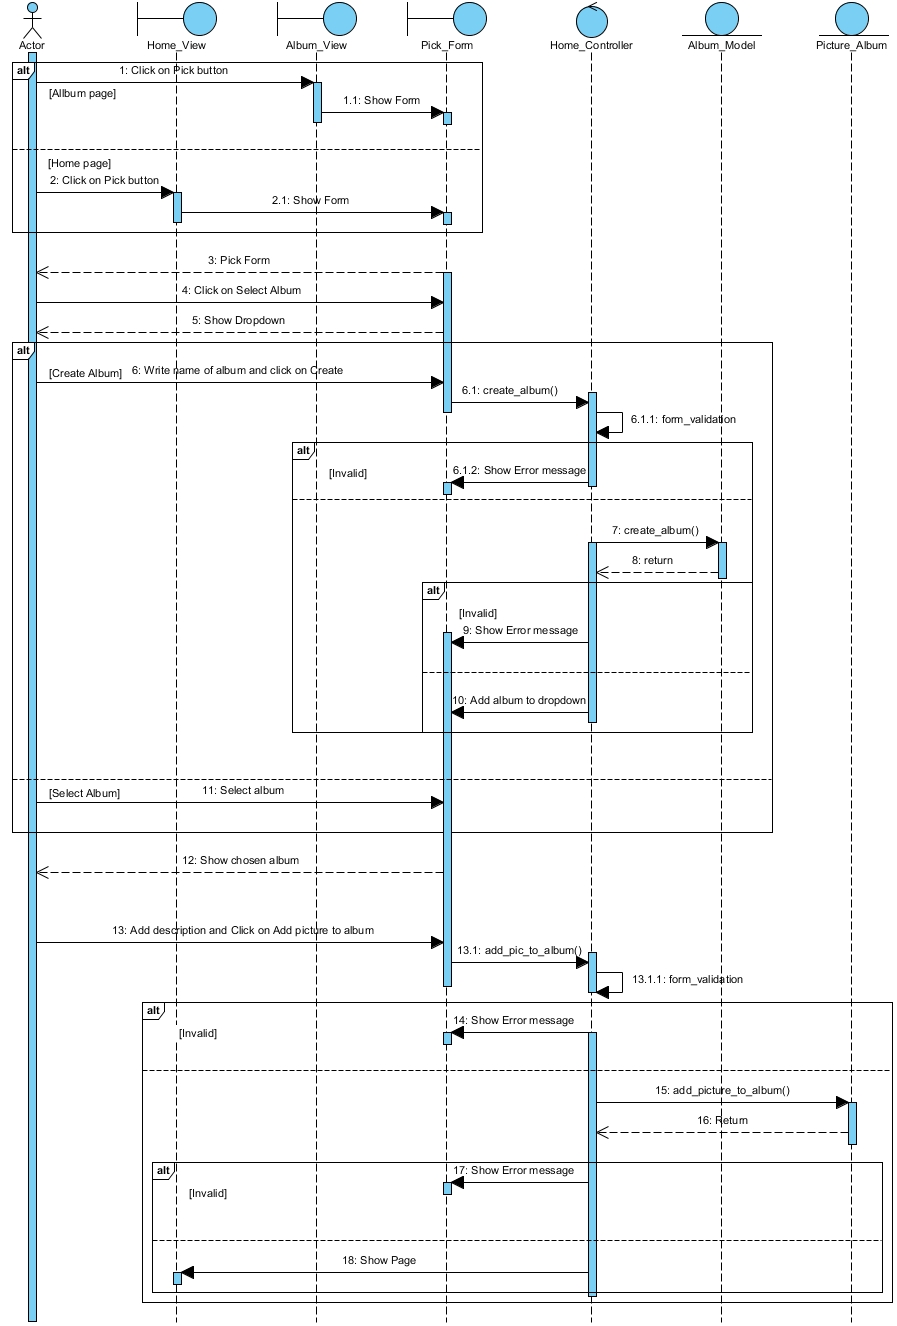 Actor
Home_View
Album_View
Pick_Form
Home_Controller
Album_Model
Picture_Album
alt
1: Click on Pick button
[Allbum page]
1.1: Show Form
[Home page]
2: Click on Pick button
2.1: Show Form
3: Pick Form
4: Click on Select Album
5: Show Dropdown
alt
[Create Album]
6: Write name of album and click on Create
6.1: create_album()
6.1.1: form_validation
alt
[Invalid]
6.1.2: Show Error message
7: create_album()
8: return
alt
[Invalid]
9: Show Error message
10: Add album to dropdown
[Select Album]
11: Select album
12: Show chosen album
13: Add description and Click on Add picture to album
13.1: add_pic_to_album()
13.1.1: form_validation
alt
14: Show Error message
[Invalid]
15: add_picture_to_album()
16: Return
alt
17: Show Error message
[Invalid]
18: Show Page